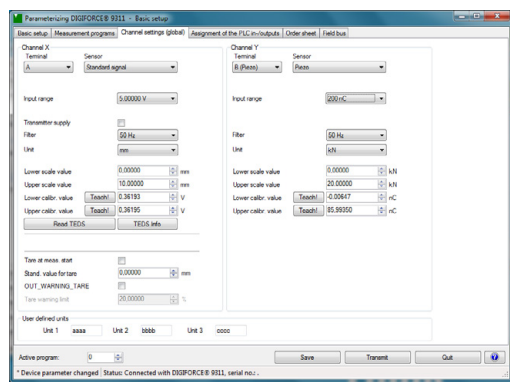 Parameterizing DIGIFORCE® 9311 - Basic setup
Basic setup Measurement programs Channel settings (global) Assignment of the PLC in-/outputs Order sheet Field bus
Channel X Channel Y
Terminal Sensor Terminal Sensor
A Standard signal B (Piezo) Piezo
Input range 5.00000 V Input range 200 nC
Transmitter supply
Filter 50 Hz Filter 50 Hz
Unit mm Unit kN
Lower scale value 0,00000 mm Lower scale value 0.00000 kN
Upper scale value 10.00000 mm Upper scale value 20.00000 kN
Lower calibr. value Teach! 0.36193 V Lower calibr. value Teach! -0.00647 nC
Upper calibr. value Teach! 0.36195 V Upper calibr. value Teach! 85,99350 nC
Read TEDS TEDS Info
Tare at meas. start
Stand. value for tare 0,00000 mm
OUT_WARNING_TARE
Tare warning limit 20,00000 %
User defined units
Unit 1 aaaa Unit 2 bbbb Unit 3 cccc
Active program: 0 Save Transmit Quit
* Device parameter changed Status: Connected with DIGIFORCE® 9311, serial no.: .